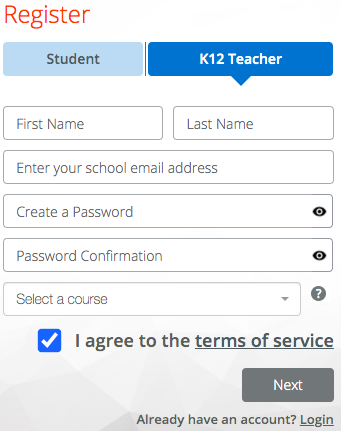 Register
Student K12 Teacher
First Name Last Name
Enter your school email address
Create a Password
Password Confirmation
Select a course ?
I agree to the terms of service
Next
Already have an account? Login